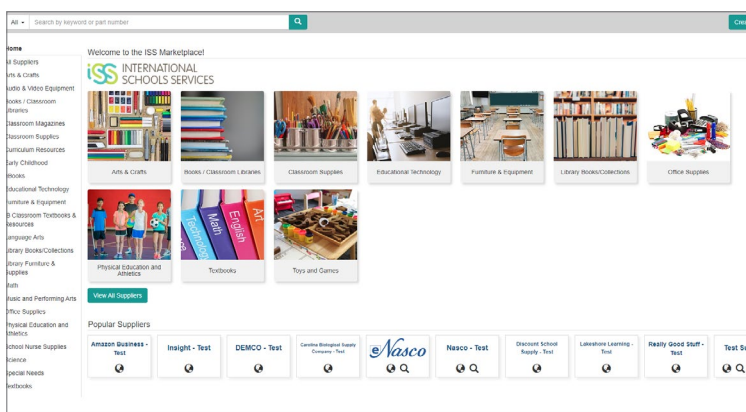 All
Search by keyword or part number
Home
All Suppliers
Arts & Crafts
Audio & Video Equipment
Books / Classroom
Libraries
Classroom Magazines
Classroom Supplies
Curriculum Resources
Early Childhood
eBooks
Educational Technology
Furniture & Equipment
IB Classroom Textbooks &
Resources
Language Arts
Library Books/Collections
Library Furniture &
Supplies
Math
Music and Performing Arts
Office Supplies
Physical Education and
Athletics
School Nurse Supplies
Science
Special Needs
Textbooks
Welcome to the ISS Marketplace!
iSS INTERNATIONAL
SCHOOLS SERVICES
Arts & Crafts
Books / Classroom Libraries
Classroom Supplies
Educational Technology
Furniture & Equipment
Library Books/Collections
Office Supplies
Technology
Math
English
Art
Physical Education and
Athletics
Textbooks
Toys and Games
View All Suppliers
Popular Suppliers
Amazon Business -
Test
Insight - Test
DEMCO - Test
Carolina Biological Supply
Company - Test
eNasco
Nasco - Test
Discount School
Supply - Test
Lakeshore Learning -
Test
Really Good Stuff -
Test
Test